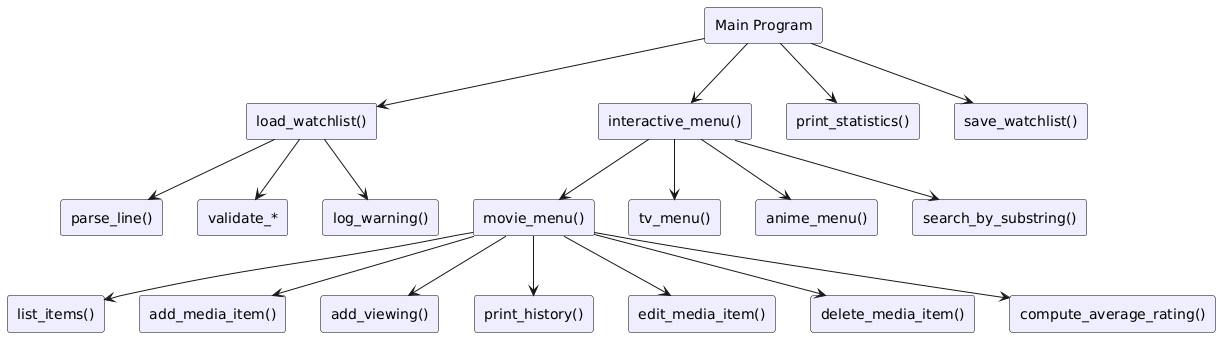 Main Program
load_watchlist()
interactive_menu()
print_statistics()
save_watchlist()
parse_line()
validate_*
log_warning()
movie_menu()
tv_menu()
anime_menu()
search_by_substring()
list_items()
add_media_item()
add_viewing()
print_history()
edit_media_item()
delete_media_item()
compute_average_rating()